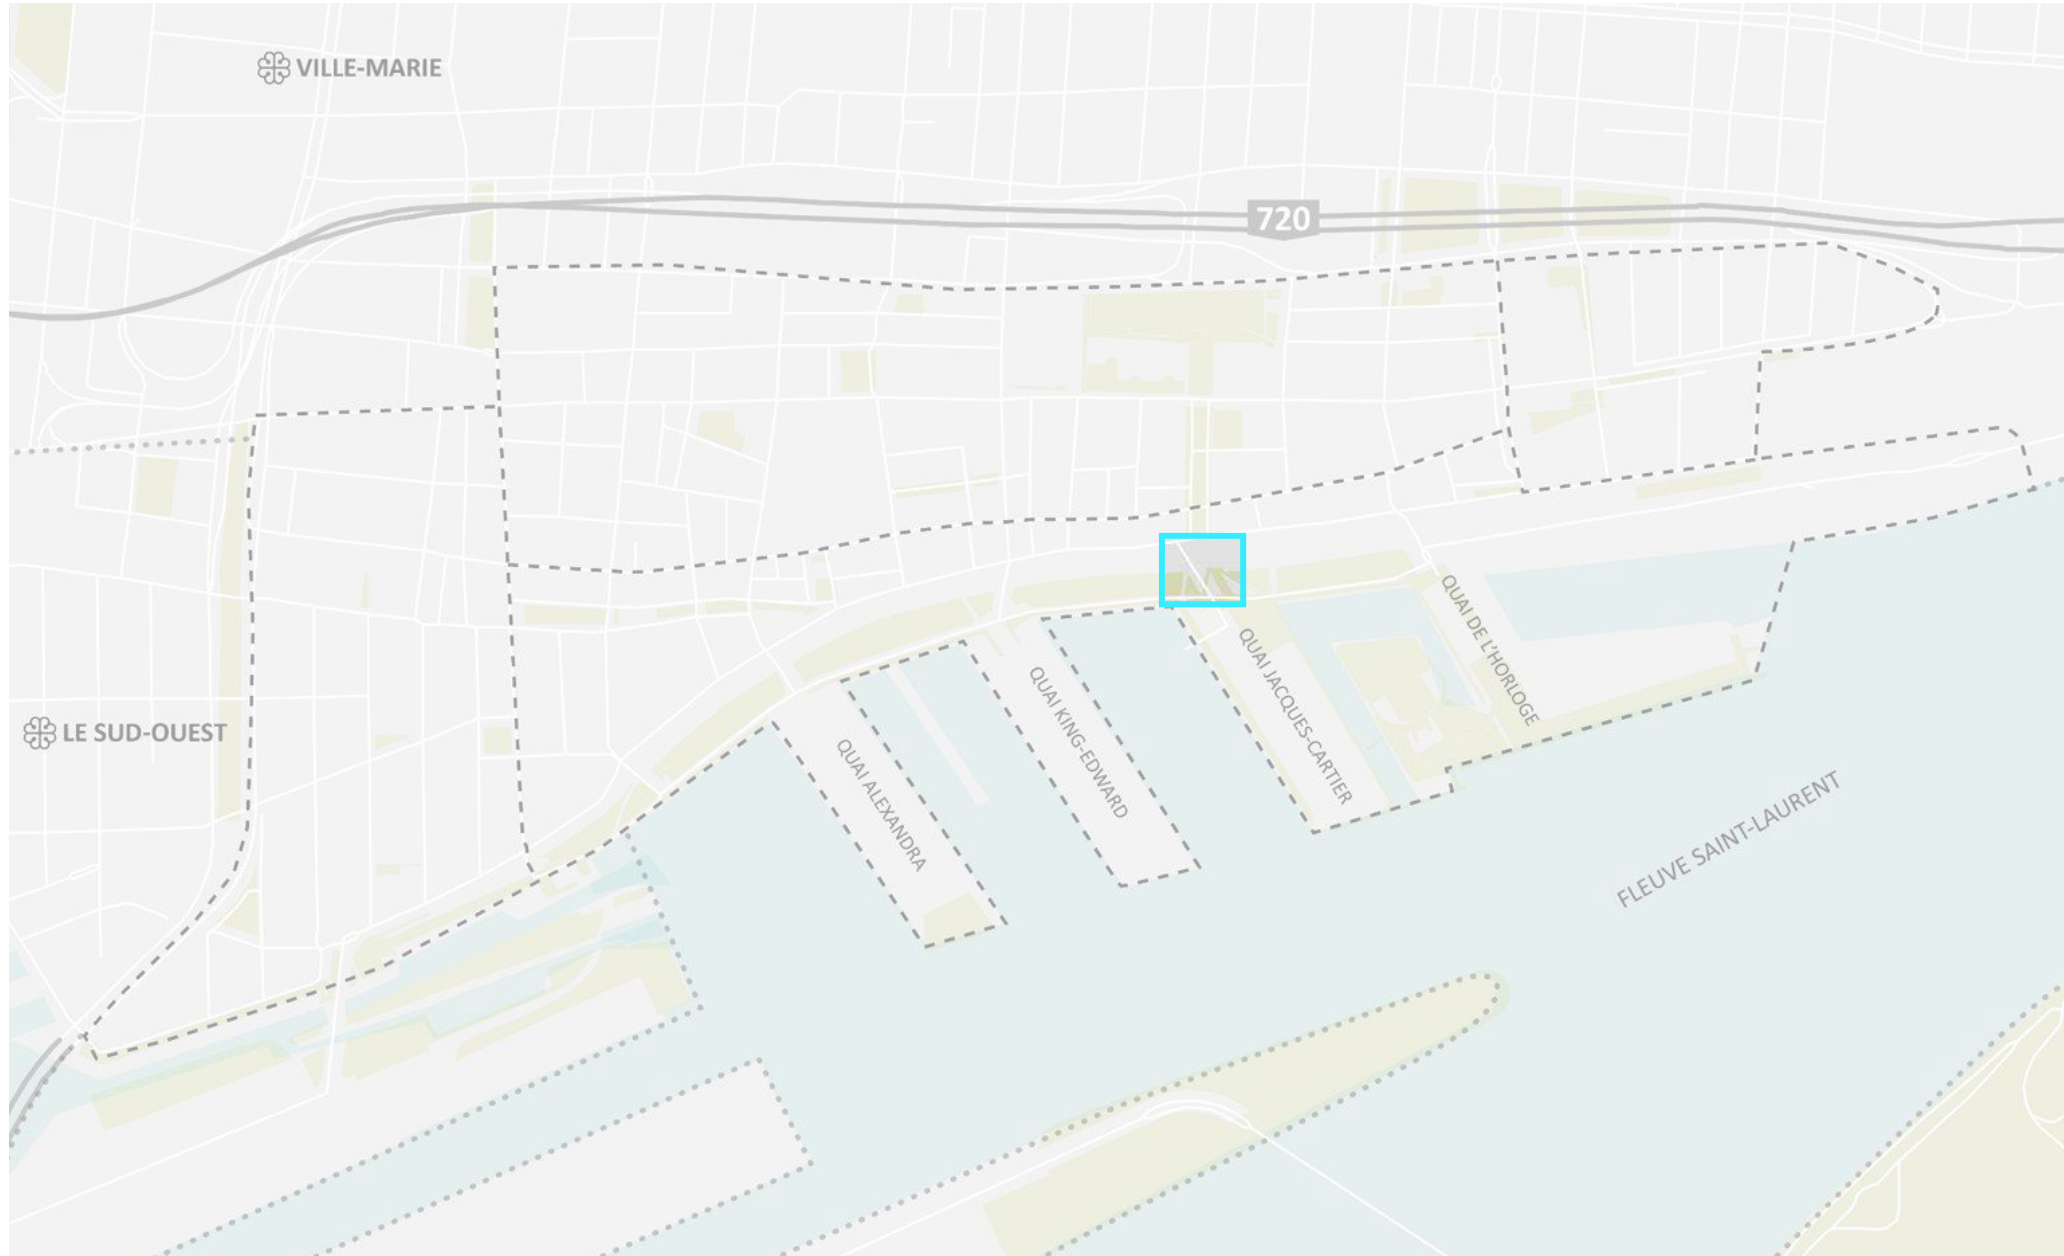 VILLE-MARIE
720
QUAI DE L'HORLOGE
QUAI JACQUES-CARTIER
QUAI KING-EDWARD
LE SUD-OUEST
QUAI ALEXANDRA
FLEUVE SAINT-LAURENT